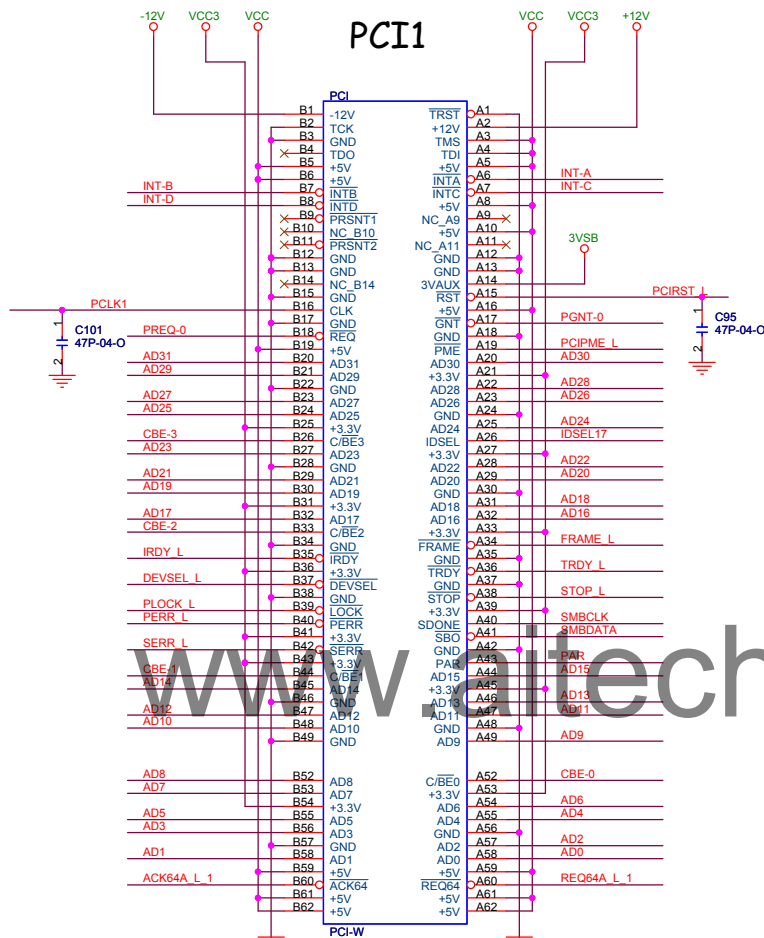 -12V VCC3 VCC PCI1 VCC VCC3 +12V
PCI
B1 -12V TRST A1
B2 TCK +12V A2
B3 GND TMS A3
B4 TDO TDI A4
B5 +5V +5V A5
B6 +5V INTA A6 INT-A
INT-B B7 INTB INTC A7 INT-C
INT-D B8 INTD +5V A8
B9 PRSNT1 NC_A9 A9
B10 NC_B10 +5V A10
B11 PRSNT2 NC_A11 A11 3VSB
B12 GND GND A12
B13 GND GND A13
B14 NC_B14 3VAUX A14
B15 GND RST A15 PCIRST_L
PCLK1 B16 CLK +5V A16
B17 GND GNT A17 PGNT-0
PREQ-0 B18 REQ GND A18
B19 +5V PME A19 PCIPME_L
AD31 B20 AD31 AD30 A20 AD30
AD29 B21 AD29 +3.3V A21
B22 GND AD28 A22 AD28
AD27 B23 AD27 AD26 A23 AD26
AD25 B24 AD25 GND A24
B25 +3.3V AD24 A25 AD24
CBE-3 B26 C/BE3 IDSEL A26 IDSEL17
AD23 B27 AD23 +3.3V A27
B28 GND AD22 A28 AD22
AD21 B29 AD21 AD20 A29 AD20
AD19 B30 AD19 GND A30
B31 +3.3V AD18 A31 AD18
AD17 B32 AD17 AD16 A32 AD16
CBE-2 B33 C/BE2 +3.3V A33
B34 GND FRAME A34 FRAME_L
IRDY_L B35 IRDY GND A35
B36 +3.3V TRDY A36 TRDY_L
DEVSEL_L B37 DEVSEL GND A37
B38 GND STOP A38 STOP_L
PLOCK_L B39 LOCK +3.3V A39
PERR_L B40 PERR SDONE A40 SMBCLK
B41 +3.3V SBO A41 SMBDATA
SERR_L B42 SERR GND A42
B43 +3.3V PAR A43 PAR
CBE-1 B44 C/BE1 AD15 A44 AD15
AD14 B45 AD14 +3.3V A45
B46 GND AD13 A46 AD13
AD12 B47 AD12 AD11 A47 AD11
AD10 B48 AD10 GND A48
B49 GND AD9 A49 AD9
AD8 B52 AD8 C/BE0 A52 CBE-0
AD7 B53 AD7 +3.3V A53
B54 +3.3V AD6 A54 AD6
AD5 B55 AD5 AD4 A55 AD4
AD3 B56 AD3 GND A56
B57 GND AD2 A57 AD2
AD1 B58 AD1 AD0 A58 AD0
B59 +5V +5V A59
ACK64A_L_1 B60 ACK64 REQ64 A60 REQ64A_L_1
B61 +5V +5V A61
B62 +5V +5V A62
PCI-W
1
C101
47P-04-O
2
1
C95
47P-04-O
2
www.aitech